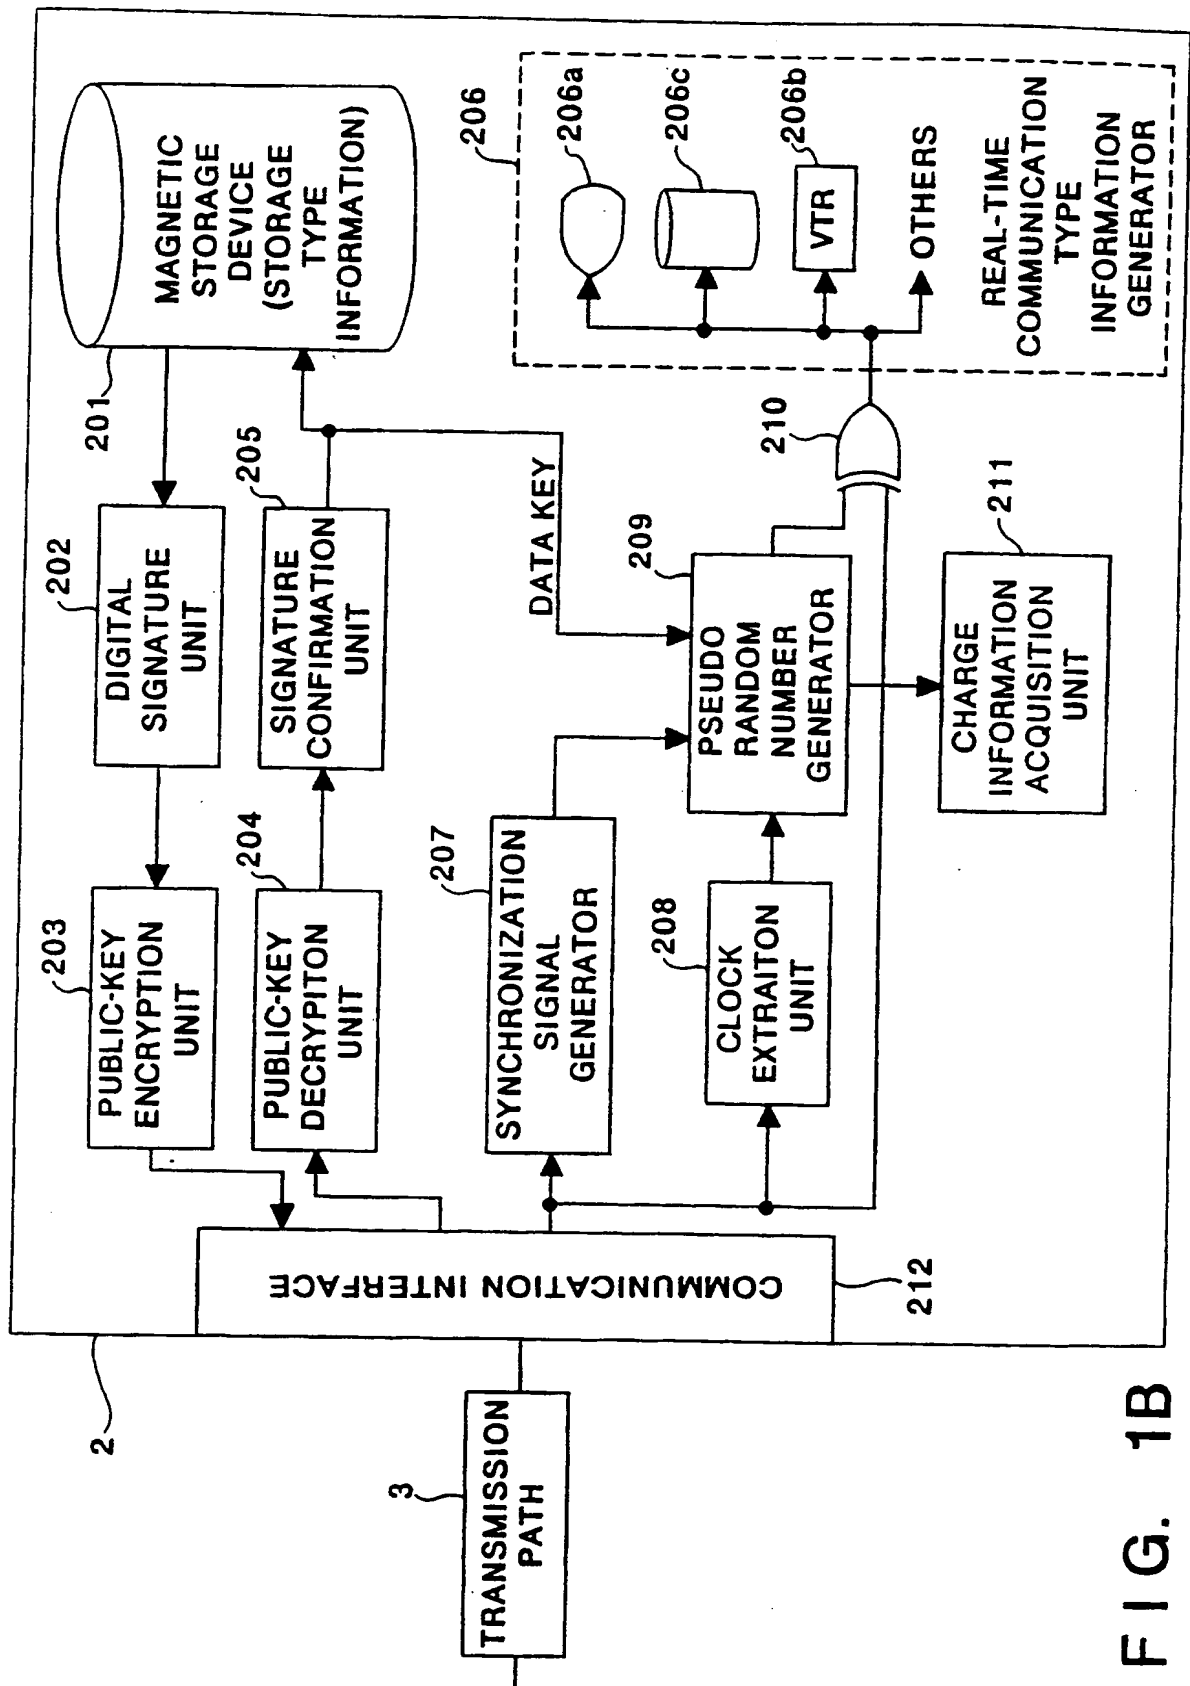 MAGNETIC
STORAGE
DEVICE
(STORAGE
TYPE
INFORMATION)
201
202
DIGITAL
SIGNATURE
UNIT
203
PUBLIC-KEY
ENCRYPTION
UNIT
204
PUBLIC-KEY
DECRYPITON
UNIT
205
SIGNATURE
CONFIRMATION
UNIT
DATA KEY
206
206a
206c
206b
VTR
OTHERS
REAL-TIME
COMMUNICATION
TYPE
INFORMATION
GENERATOR
207
SYNCHRONIZATION
SIGNAL
GENERATOR
208
CLOCK
EXTRAITON
UNIT
209
PSEUDO
RANDOM
NUMBER
GENERATOR
210
211
CHARGE
INFORMATION
ACQUISITION
UNIT
COMMUNICATION INTERFACE
212
2
3
TRANSMISSION
PATH
FIG. 1B